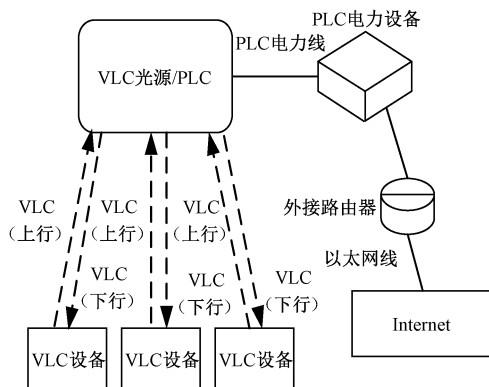 PLC电力设备
PLC电力线
VLC光源/PLC
外接路由器
以太网线
Internet
VLC
（上行）
VLC
（上行）
VLC
（上行）
VLC
（下行）
VLC
（下行）
VLC
（下行）
VLC设备
VLC设备
VLC设备